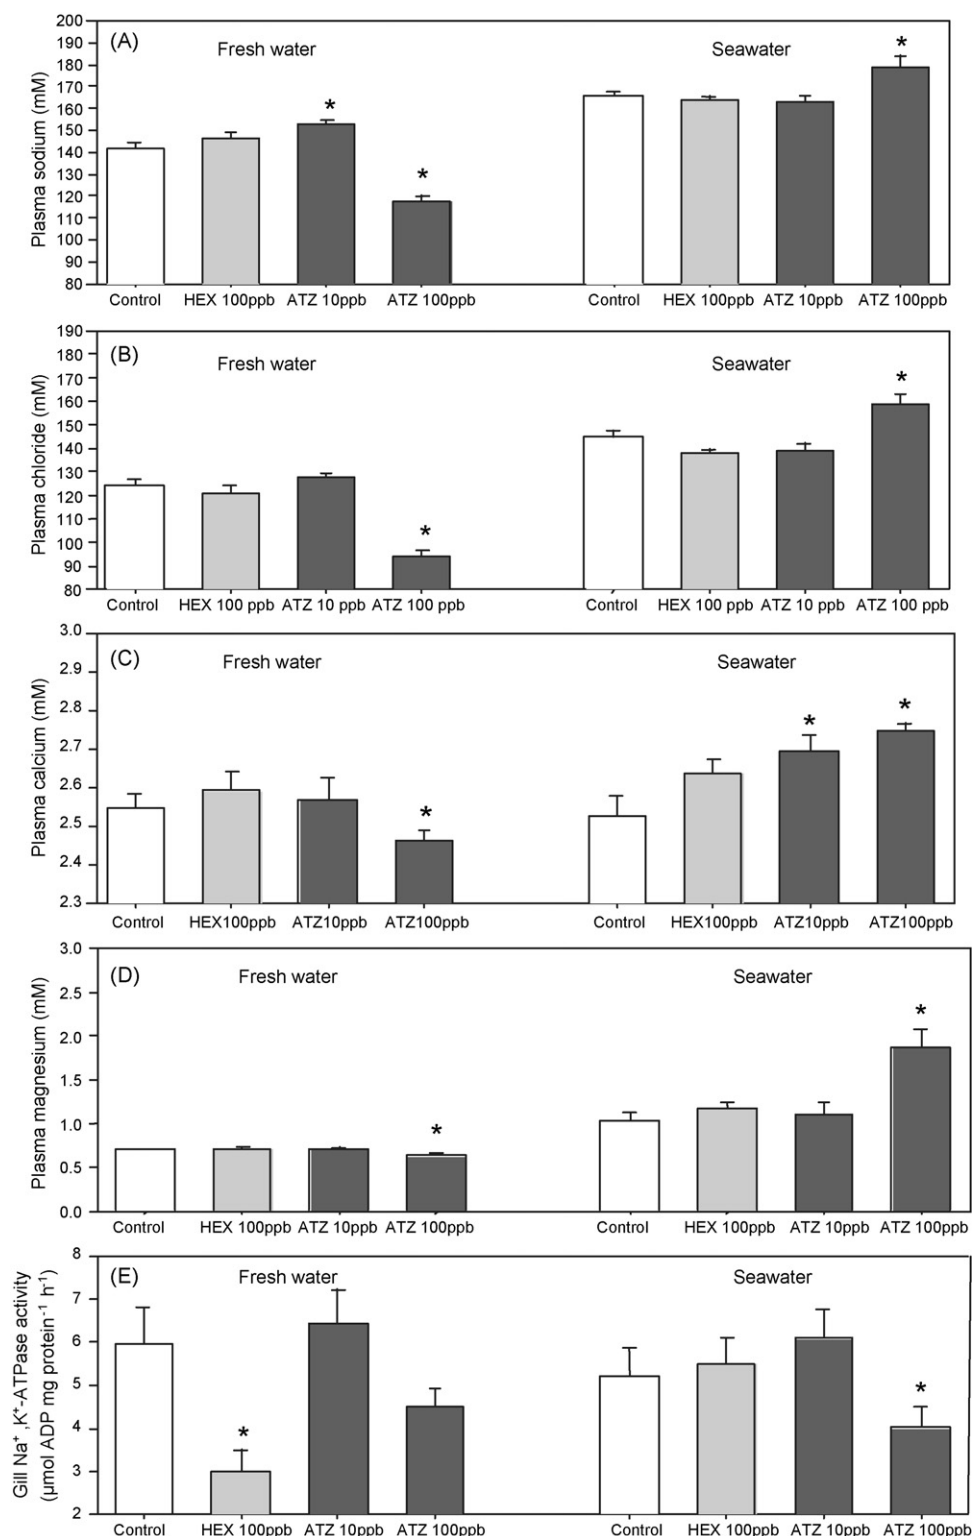 (A) Fresh water Seawater
Plasma sodium (mM)
200
190
180
170
160
150
140
130
120
110
100
90
80
* * *
Control HEX 100ppb ATZ 10ppb ATZ 100ppb Control HEX 100ppb ATZ 10ppb ATZ 100ppb
(B) Fresh water Seawater
Plasma chloride (mM)
190
180
170
160
150
140
130
120
110
100
90
80
* *
Control HEX 100 ppb ATZ 10 ppb ATZ 100 ppb Control HEX 100 ppb ATZ 10 ppb ATZ 100 ppb
(C) Fresh water Seawater
Plasma calcium (mM)
3.0
2.9
2.8
2.7
2.6
2.5
2.4
2.3
* * *
Control HEX100ppb ATZ10ppb ATZ100ppb Control HEX100ppb ATZ10ppb ATZ100ppb
(D) Fresh water Seawater
Plasma magnesium (mM)
3.0
2.5
2.0
1.5
1.0
0.5
0.0
* *
Control HEX 100ppb ATZ 10ppb ATZ 100ppb Control HEX 100ppb ATZ 10ppb ATZ 100ppb
(E) Fresh water Seawater
Gill Na⁺ ,K⁺-ATPase activity
(µmol ADP mg protein⁻¹ h⁻¹)
8
7
6
5
4
3
2
* *
Control HEX 100ppb ATZ 10ppb ATZ 100ppb Control HEX 100ppb ATZ 10ppb ATZ 100ppb